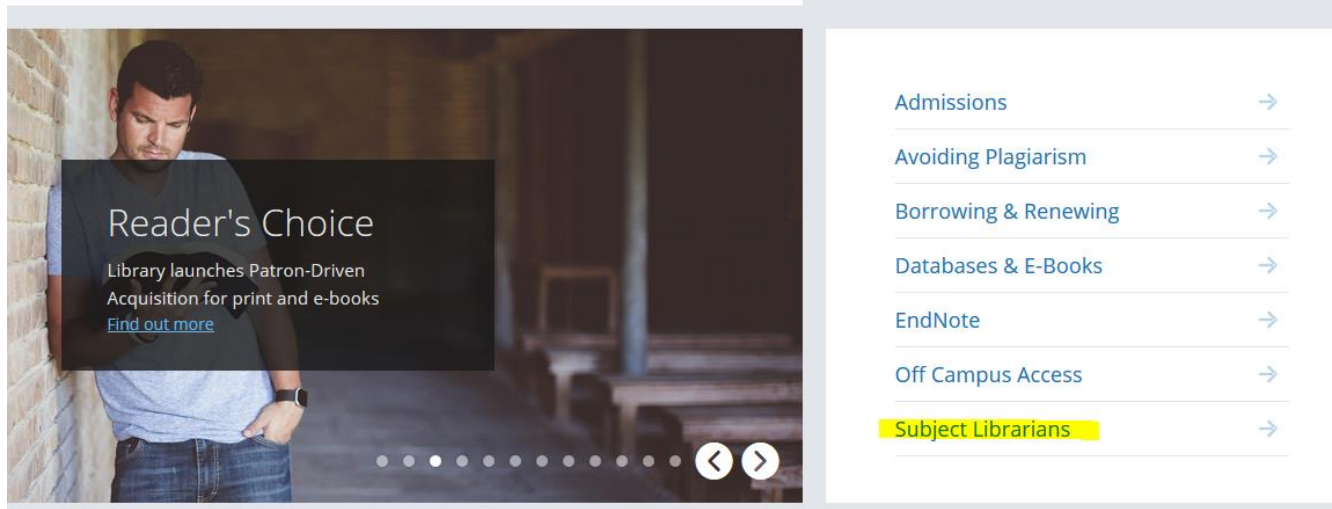 Reader's Choice
Library launches Patron-Driven
Acquisition for print and e-books
Find out more
Admissions
Avoiding Plagiarism
Borrowing & Renewing
Databases & E-Books
EndNote
Off Campus Access
Subject Librarians